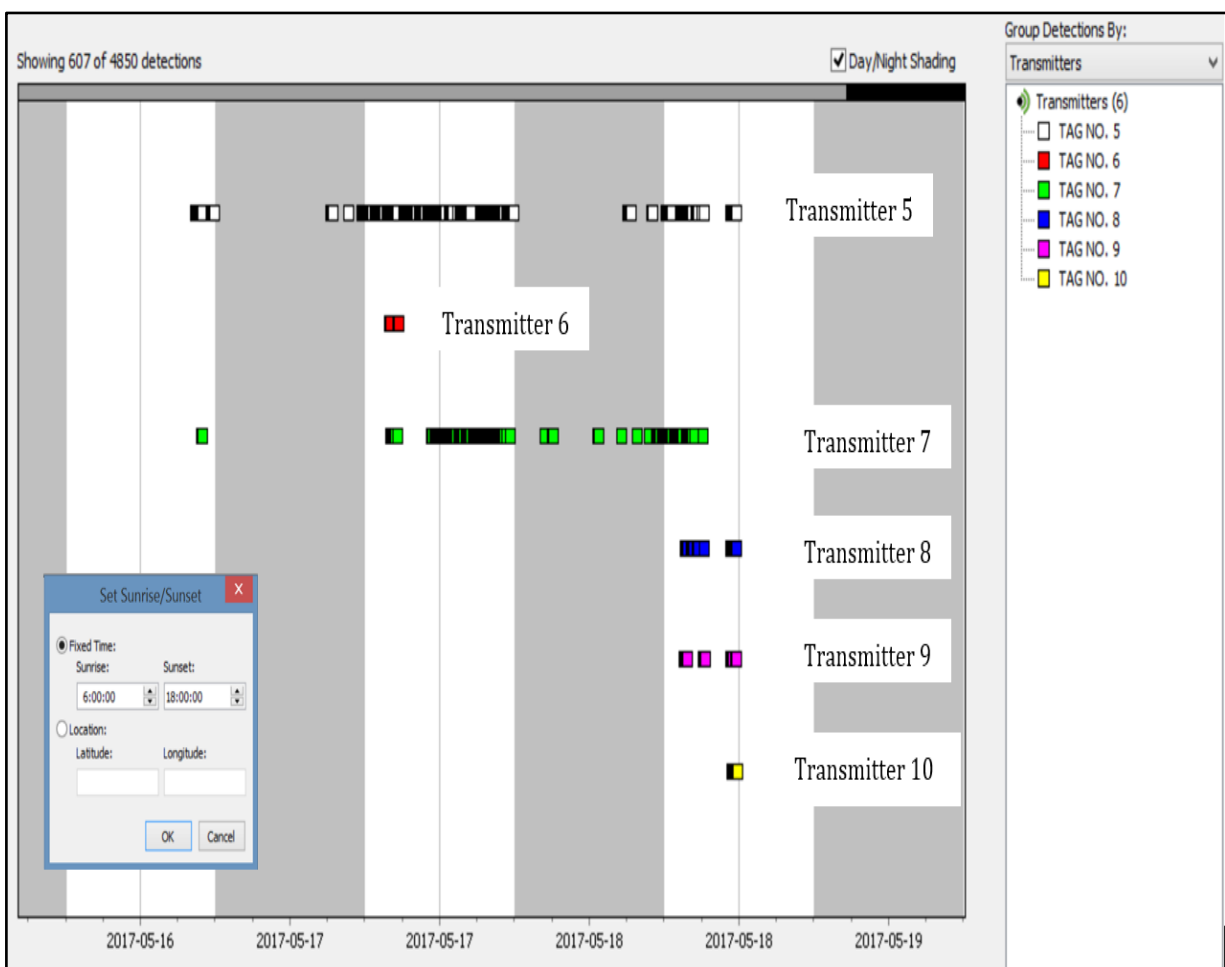 Group Detections By:
Showing 607 of 4850 detections
Day/Night Shading
Transmitters
Transmitters (6)
TAG NO. 5
TAG NO. 6
TAG NO. 7
TAG NO. 8
TAG NO. 9
TAG NO. 10
Transmitter 5
Transmitter 6
Transmitter 7
Transmitter 8
Transmitter 9
Transmitter 10
Set Sunrise/Sunset
X
Fixed Time:
Sunrise: Sunset:
6:00:00 18:00:00
Location:
Latitude: Longitude:
OK Cancel
2017-05-16 2017-05-17 2017-05-17 2017-05-18 2017-05-18 2017-05-19